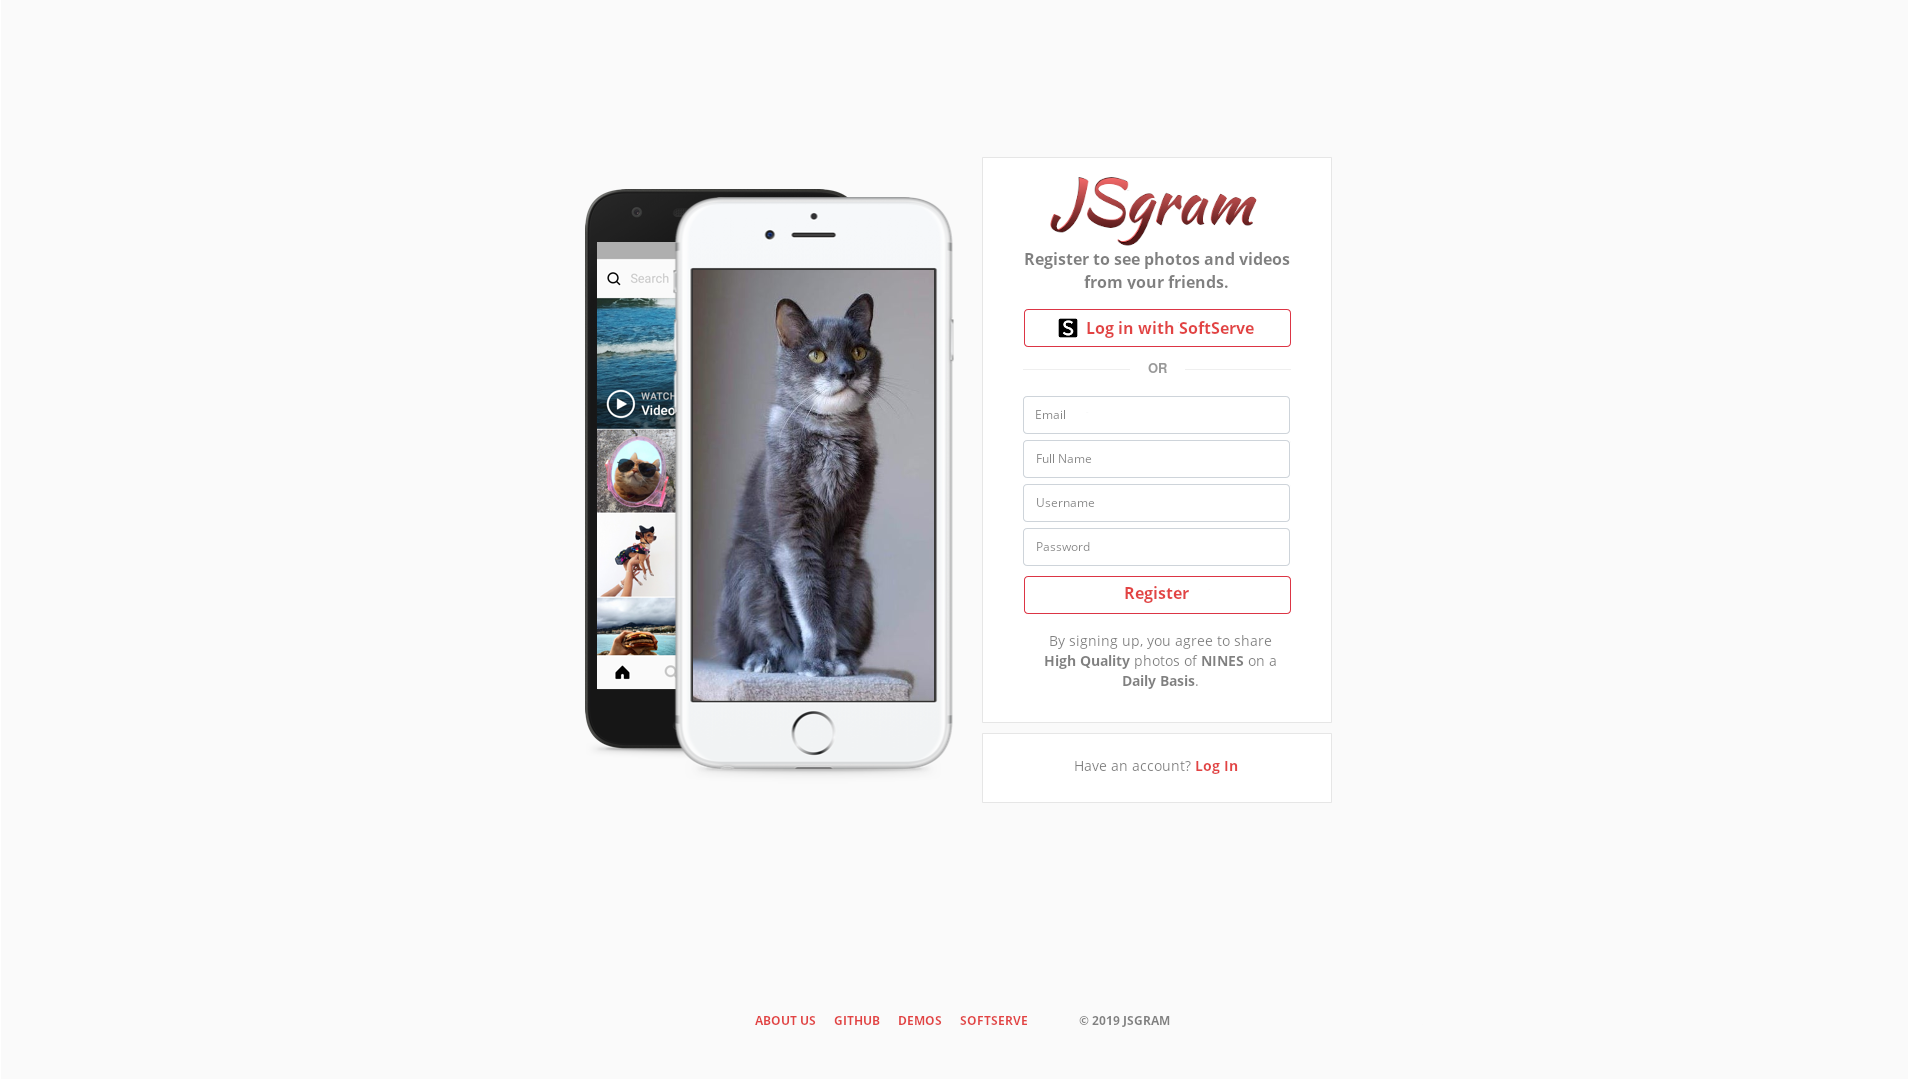 Search
WATCH
Video
JSgram
Register to see photos and videos
from your friends.
S Log in with SoftServe
OR
Email
Full Name
Username
Password
Register
By signing up, you agree to share
High Quality photos of NINES on a
Daily Basis.
Have an account? Log In
ABOUT US GITHUB DEMOS SOFTSERVE © 2019 JSGRAM